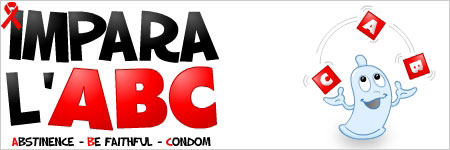 IMPARA
L'ABC
ABSTINENCE - BE FAITHFUL - CONDOM
C A B